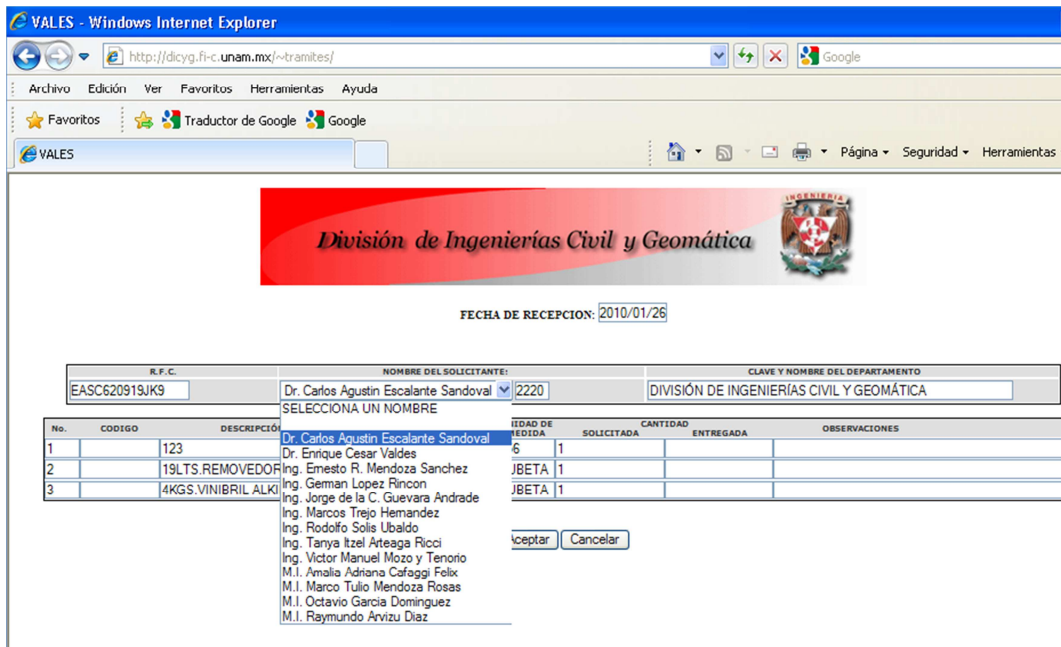 VALES - Windows Internet Explorer
http://dicyg.fi-c.unam.mx/~tramites/
Google
Archivo Edición Ver Favoritos Herramientas Ayuda
Favoritos Traductor de Google Google
VALES
Página Seguridad Herramientas
INGENIERIA
División de Ingenierías Civil y Geomática
FECHA DE RECEPCION: 2010/01/26
R.F.C. NOMBRE DEL SOLICITANTE: CLAVE Y NOMBRE DEL DEPARTAMENTO
EASC620919JK9 Dr. Carlos Agustin Escalante Sandoval 2220 DIVISIÓN DE INGENIERÍAS CIVIL Y GEOMÁTICA
SELECCIONA UN NOMBRE
Dr. Carlos Agustin Escalante Sandoval
Dr. Enrique Cesar Valdes
Ing. Ernesto R. Mendoza Sanchez
Ing. German Lopez Rincon
Ing. Jorge de la C. Guevara Andrade
Ing. Marcos Trejo Hernandez
Ing. Rodolfo Solis Ubaldo
Ing. Tanya Itzel Arteaga Ricci
Ing. Victor Manuel Mozo y Tenorio
M.I. Amalia Adriana Cafaggi Felix
M.I. Marco Tulio Mendoza Rosas
M.I. Octavio Garcia Dominguez
M.I. Raymundo Arvizu Diaz
No. CODIGO DESCRIPCIÓ IDAD DE MEDIDA CANTIDAD SOLICITADA ENTREGADA OBSERVACIONES
1 123 6 1
2 19LTS.REMOVEDOR UBETA 1
3 4KGS.VINIBRIL ALKI UBETA 1
Aceptar Cancelar